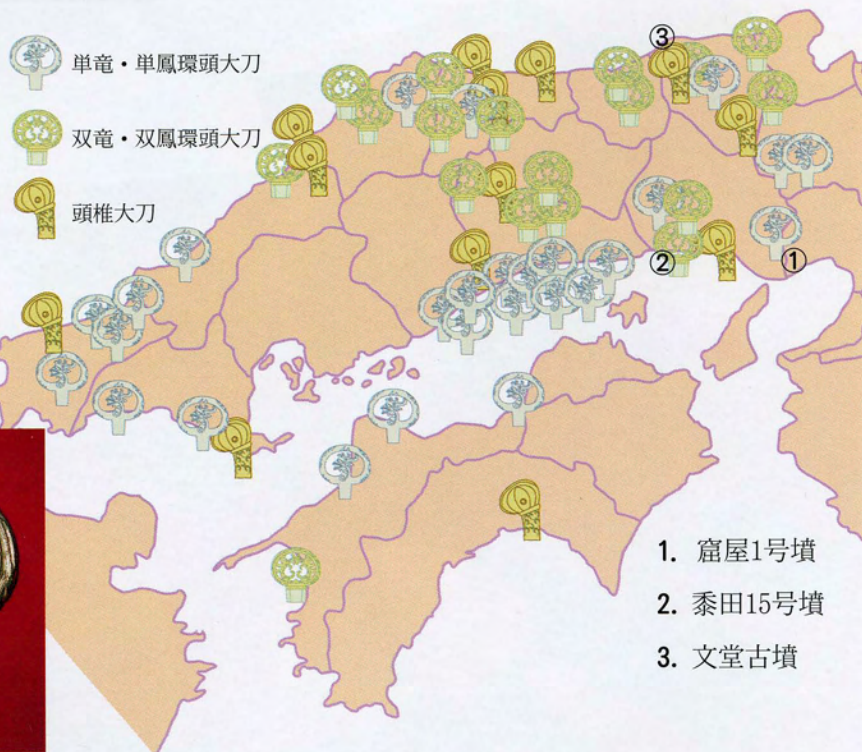 単竜・単鳳環頭大刀
双竜・双鳳環頭大刀
頭椎大刀
③
②
①
1. 窟屋1号墳
2. 黍田15号墳
3. 文堂古墳